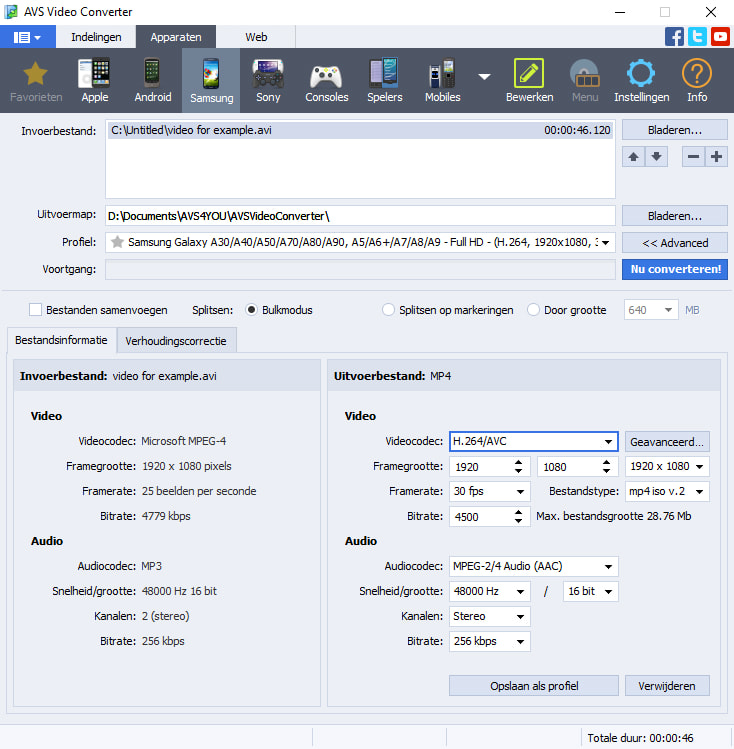 AVS Video Converter
Indelingen Apparaten Web
Favorieten Apple Android Samsung Sony Consoles Spelers Mobiles Bewerken Menu Instellingen Info
Invoerbestand: C:\Untitled\video for example.avi 00:00:46.120 Bladeren...
Uitvoermap: D:\Documents\AVS4YOU\AVSVideoConverter\ Bladeren...
Profiel: Samsung Galaxy A30/A40/A50/A70/A80/A90, A5/A6+/A7/A8/A9 - Full HD - (H.264, 1920x1080, << Advanced
Voortgang: Nu converteren!
Bestanden samenvoegen Splitsen: Bulkmodus Splitsen op markeringen Door grootte 640 MB
Bestandsinformatie Verhoudingscorrectie
Invoerbestand: video for example.avi
Video
Videocodec: Microsoft MPEG-4
Framegrootte: 1920 x 1080 pixels
Framerate: 25 beelden per seconde
Bitrate: 4779 kbps
Audio
Audiocodec: MP3
Snelheid/grootte: 48000 Hz 16 bit
Kanalen: 2 (stereo)
Bitrate: 256 kbps
Uitvoerbestand: MP4
Video
Videocodec: H.264/AVC Geavanceerd...
Framegrootte: 1920 1080 1920 x 1080
Framerate: 30 fps Bestandstype: mp4 iso v.2
Bitrate: 4500 Max. bestandsgrootte 28.76 Mb
Audio
Audiocodec: MPEG-2/4 Audio (AAC)
Snelheid/grootte: 48000 Hz / 16 bit
Kanalen: Stereo
Bitrate: 256 kbps
Opslaan als profiel Verwijderen
Totale duur: 00:00:46